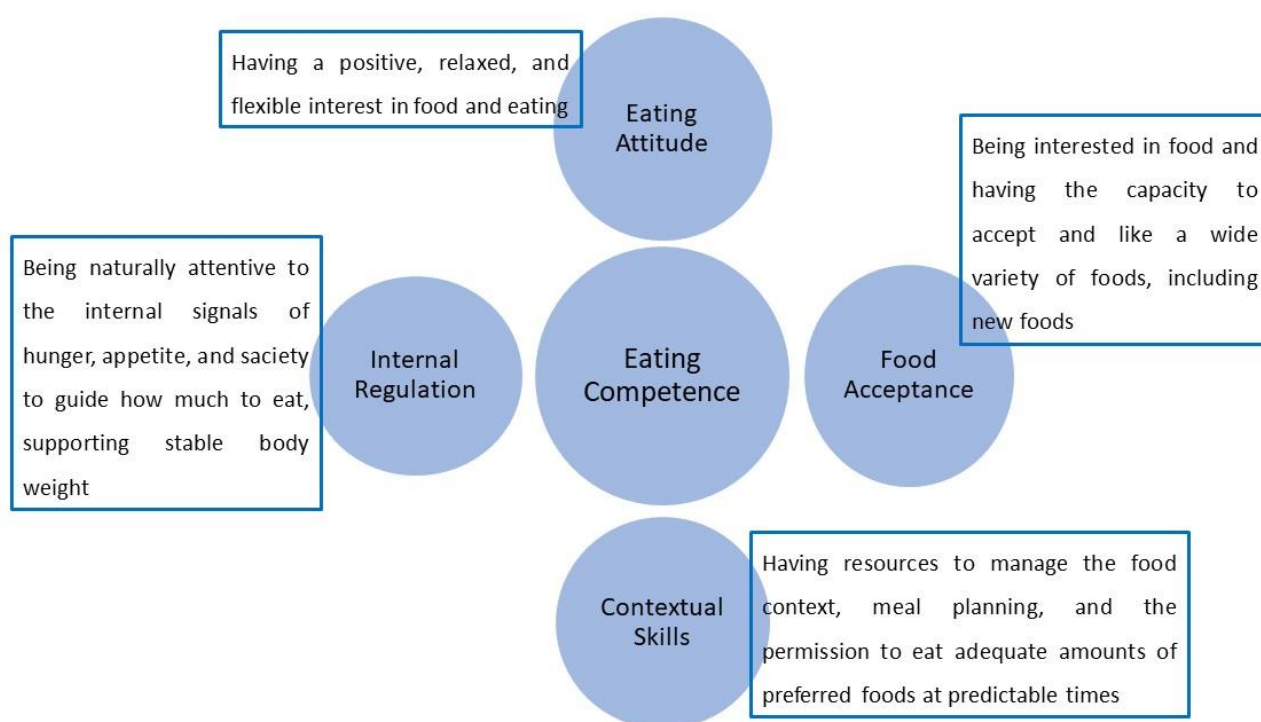 Having a positive, relaxed, and
flexible interest in food and eating
Eating
Attitude
Being interested in food and
having the capacity to
accept and like a wide
variety of foods, including
new foods
Being naturally attentive to
the internal signals of
hunger, appetite, and saciety
to guide how much to eat,
supporting stable body
weight
Internal
Regulation
Eating
Competence
Food
Acceptance
Contextual
Skills
Having resources to manage the food
context, meal planning, and the
permission to eat adequate amounts of
preferred foods at predictable times